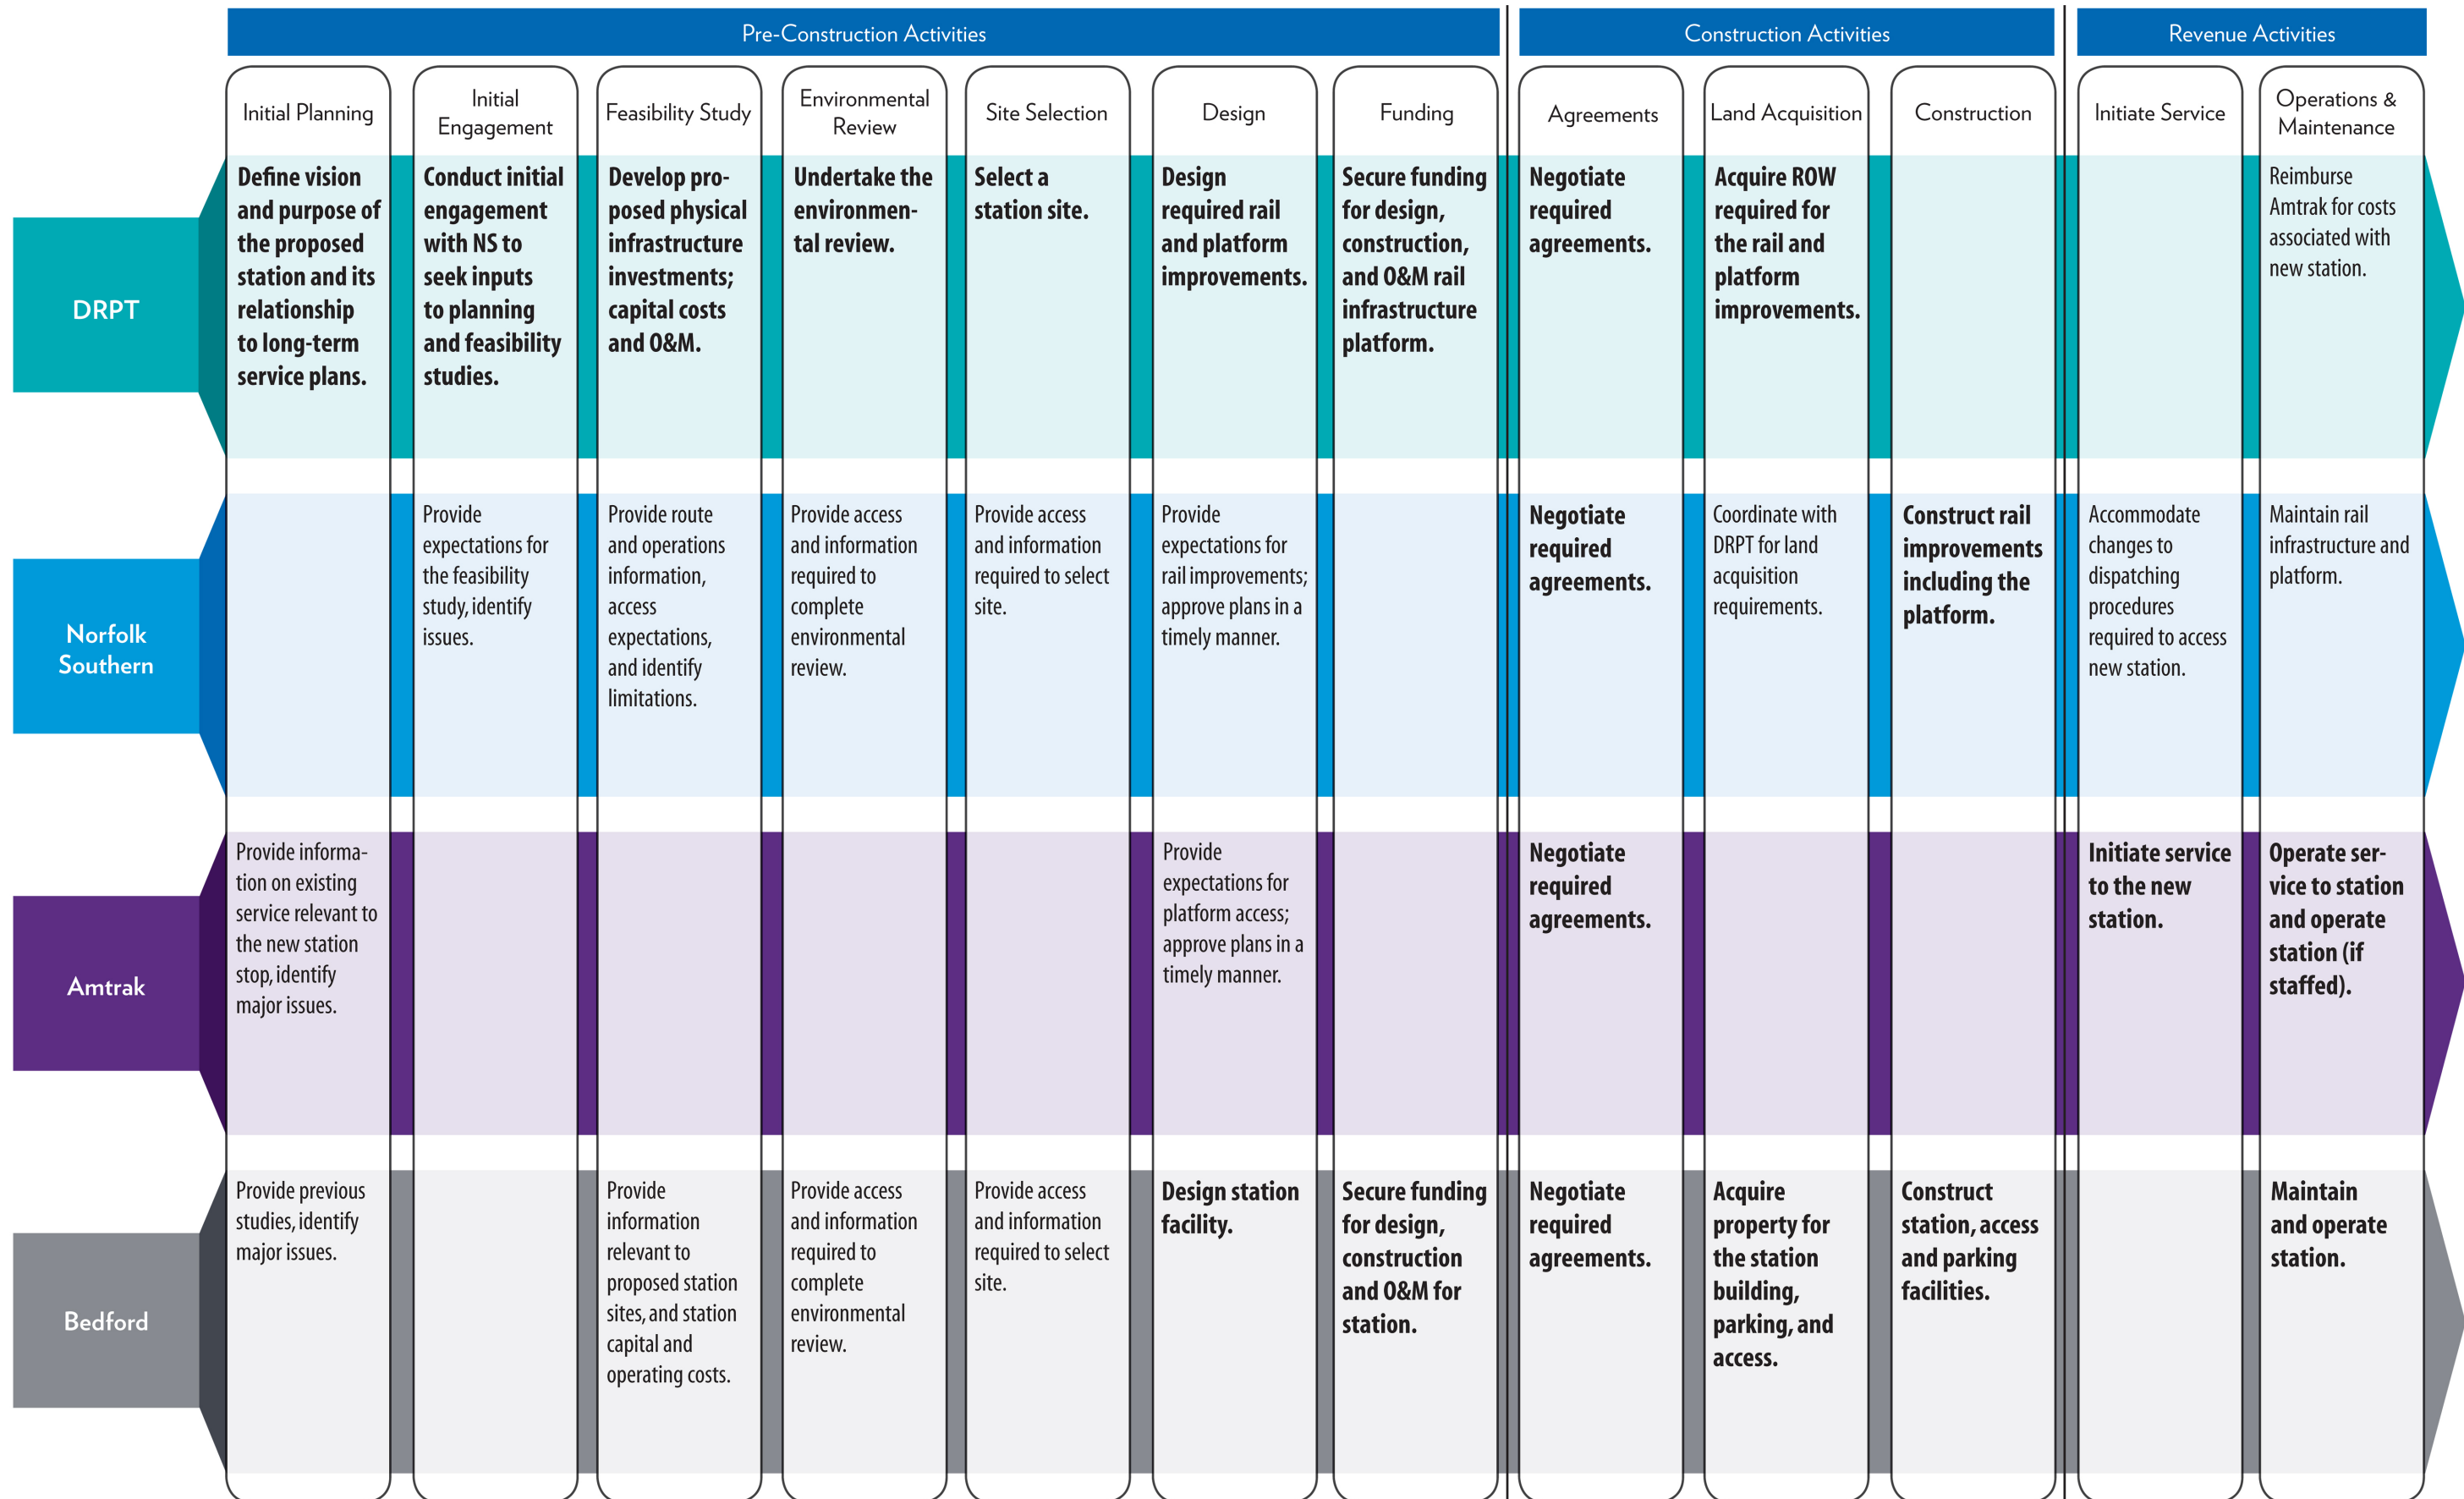 Pre-Construction Activities
Construction Activities
Revenue Activities
Initial Planning
Initial
Engagement
Feasibility Study
Environmental
Review
Site Selection
Design
Funding
Agreements
Land Acquisition
Construction
Initiate Service
Operations &
Maintenance
DRPT
Define vision
and purpose of
the proposed
station and its
relationship
to long-term
service plans.
Conduct initial
engagement
with NS to
seek inputs
to planning
and feasibility
studies.
Develop pro-
posed physical
infrastructure
investments;
capital costs
and O&M.
Undertake the
environmen-
tal review.
Select a
station site.
Design
required rail
and platform
improvements.
Secure funding
for design,
construction,
and O&M rail
infrastructure
platform.
Negotiate
required
agreements.
Acquire ROW
required for
the rail and
platform
improvements.
Reimburse
Amtrak for costs
associated with
new station.
Norfolk
Southern
Provide
expectations for
the feasibility
study, identify
issues.
Provide route
and operations
information,
access
expectations,
and identify
limitations.
Provide access
and information
required to
complete
environmental
review.
Provide access
and information
required to select
site.
Provide
expectations for
rail improvements;
approve plans in a
timely manner.
Negotiate
required
agreements.
Coordinate with
DRPT for land
acquisition
requirements.
Construct rail
improvements
including the
platform.
Accommodate
changes to
dispatching
procedures
required to access
new station.
Maintain rail
infrastructure and
platform.
Amtrak
Provide informa-
tion on existing
service relevant to
the new station
stop, identify
major issues.
Provide
expectations for
platform access;
approve plans in a
timely manner.
Negotiate
required
agreements.
Initiate service
to the new
station.
Operate ser-
vice to station
and operate
station (if
staffed).
Bedford
Provide previous
studies, identify
major issues.
Provide
information
relevant to
proposed station
sites, and station
capital and
operating costs.
Provide access
and information
required to
complete
environmental
review.
Provide access
and information
required to select
site.
Design station
facility.
Secure funding
for design,
construction
and O&M for
station.
Negotiate
required
agreements.
Acquire
property for
the station
building,
parking, and
access.
Construct
station, access
and parking
facilities.
Maintain
and operate
station.